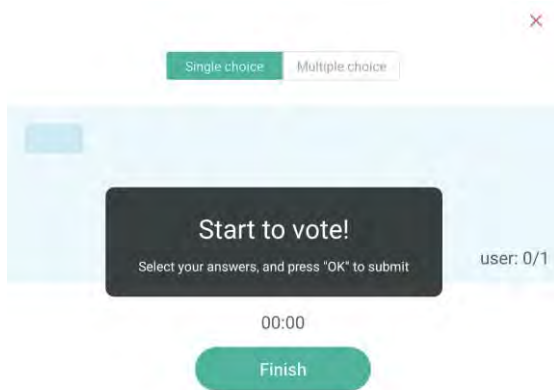 Single choice Multiple choice
Start to vote!
Select your answers, and press "OK" to submit
user: 0/1
00:00
Finish